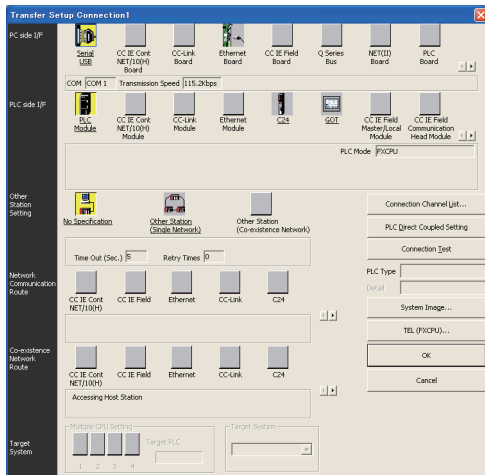 Transfer Setup Connection1
PC side I/F
Serial USB
CC IE Cont NET/10(H) Board
CC-Link Board
Ethernet Board
CC IE Field Board
Q Series Bus
NET(II) Board
PLC Board
COM COM 1 Transmission Speed 115.2Kbps
PLC side I/F
PLC Module
CC IE Cont NET/10(H) Module
CC-Link Module
Ethernet Module
C24
GOT
CC IE Field Master/Local Module
CC IE Field Communication Head Module
PLC Mode FXCPU
Other Station Setting
No Specification
Other Station (Single Network)
Other Station (Co-existence Network)
Time Out (Sec.) 5 Retry Times 0
Network Communication Route
CC IE Cont NET/10(H)
CC IE Field
Ethernet
CC-Link
C24
Co-existence Network Route
CC IE Cont NET/10(H)
CC IE Field
Ethernet
CC-Link
C24
Accessing Host Station
Connection Channel List...
PLC Direct Coupled Setting
Connection Test
PLC Type
Detail
System Image...
TEL (FXCPU)...
OK
Cancel
Target System
Multiple CPU Setting
1 2 3 4
Target PLC
Target System